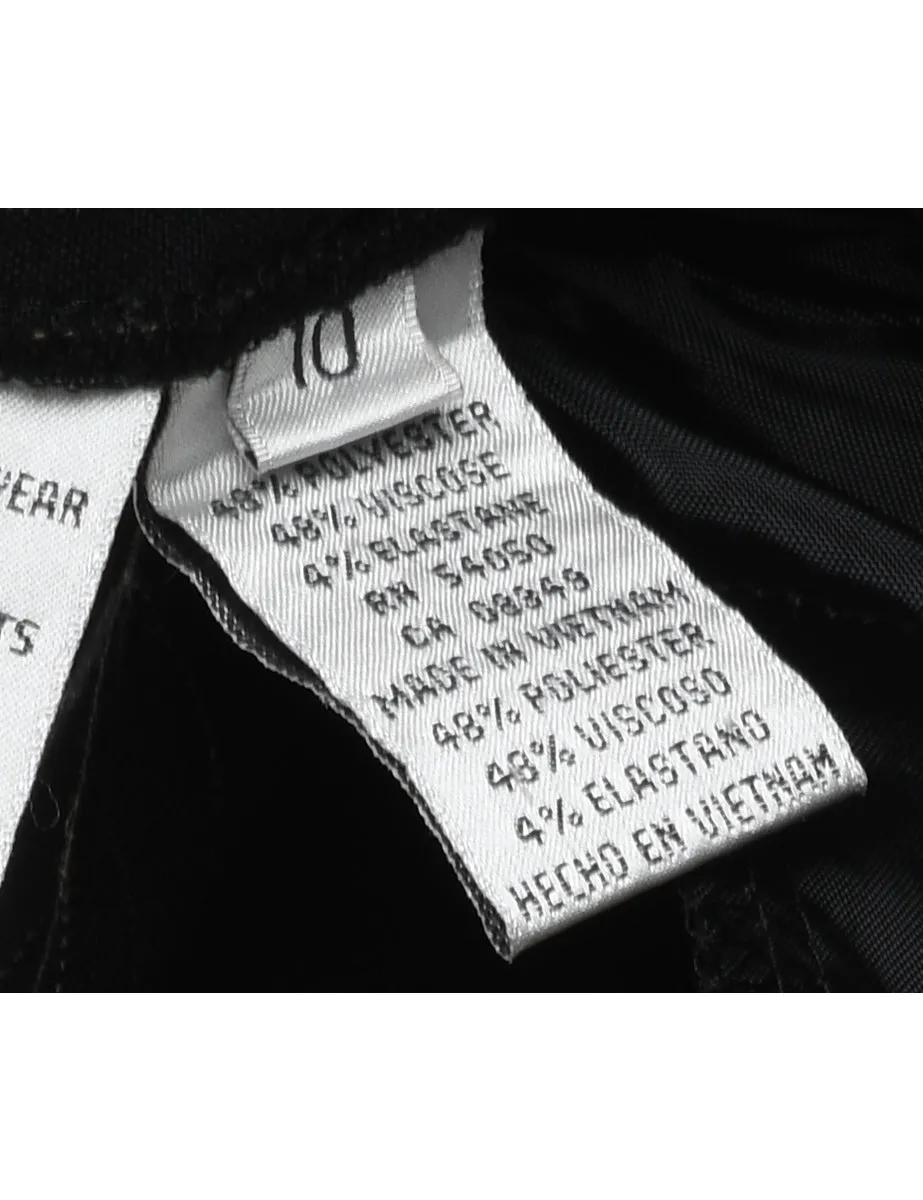 10
48% POLYESTER
48% VISCOSE
4% ELASTANE
RN 54050
CA 08849
MADE IN VIETNAM
48% POLIESTER
48% VISCOSO
4% ELASTANO
HECHO EN VIETNAM